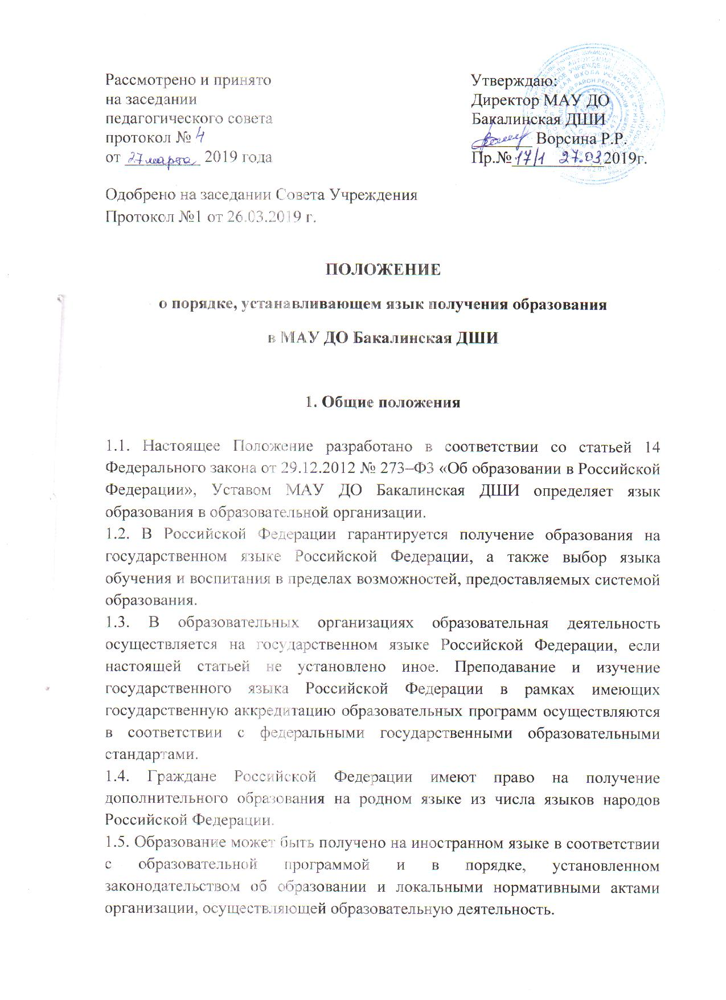 Рассмотрено и принято
на заседании
педагогического совета
протокол № 4
от 27 марта 2019 года
Утверждаю:
Директор МАУ ДО
Бакалинская ДШИ
Ворсина Р.Р.
Пр.№ 17/1 27.03.2019г.
Одобрено на заседании Совета Учреждения
Протокол №1 от 26.03.2019 г.
ПОЛОЖЕНИЕ
о порядке, устанавливающем язык получения образования
в МАУ ДО Бакалинская ДШИ
1. Общие положения
1.1. Настоящее Положение разработано в соответствии со статьей 14
Федерального закона от 29.12.2012 № 273–ФЗ «Об образовании в Российской
Федерации», Уставом МАУ ДО Бакалинская ДШИ определяет язык
образования в образовательной организации.
1.2. В Российской Федерации гарантируется получение образования на
государственном языке Российской Федерации, а также выбор языка
обучения и воспитания в пределах возможностей, предоставляемых системой
образования.
1.3. В образовательных организациях образовательная деятельность
осуществляется на государственном языке Российской Федерации, если
настоящей статьей не установлено иное. Преподавание и изучение
государственного языка Российской Федерации в рамках имеющих
государственную аккредитацию образовательных программ осуществляются
в соответствии с федеральными государственными образовательными
стандартами.
1.4. Граждане Российской Федерации имеют право на получение
дополнительного образования на родном языке из числа языков народов
Российской Федерации.
1.5. Образование может быть получено на иностранном языке в соответствии
с образовательной программой и в порядке, установленном
законодательством об образовании и локальными нормативными актами
организации, осуществляющей образовательную деятельность.